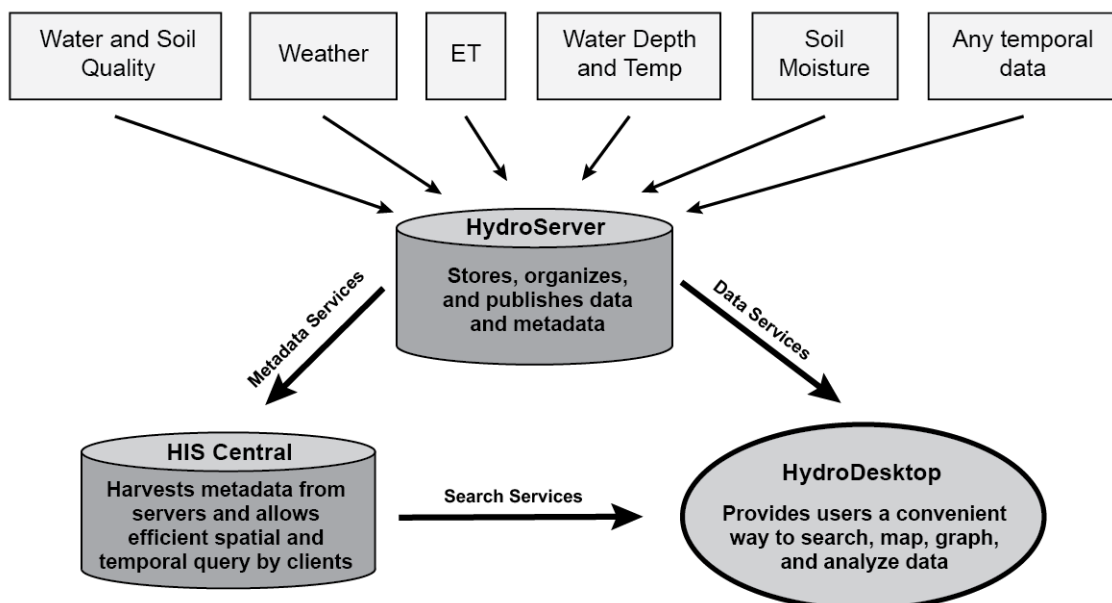 Water and Soil
Quality
Weather
ET
Water Depth
and Temp
Soil
Moisture
Any temporal
data
HydroServer
Stores, organizes,
and publishes data
and metadata
Metadata Services
Data Services
HIS Central
Harvests metadata from
servers and allows
efficient spatial and
temporal query by clients
Search Services
HydroDesktop
Provides users a convenient
way to search, map, graph,
and analyze data